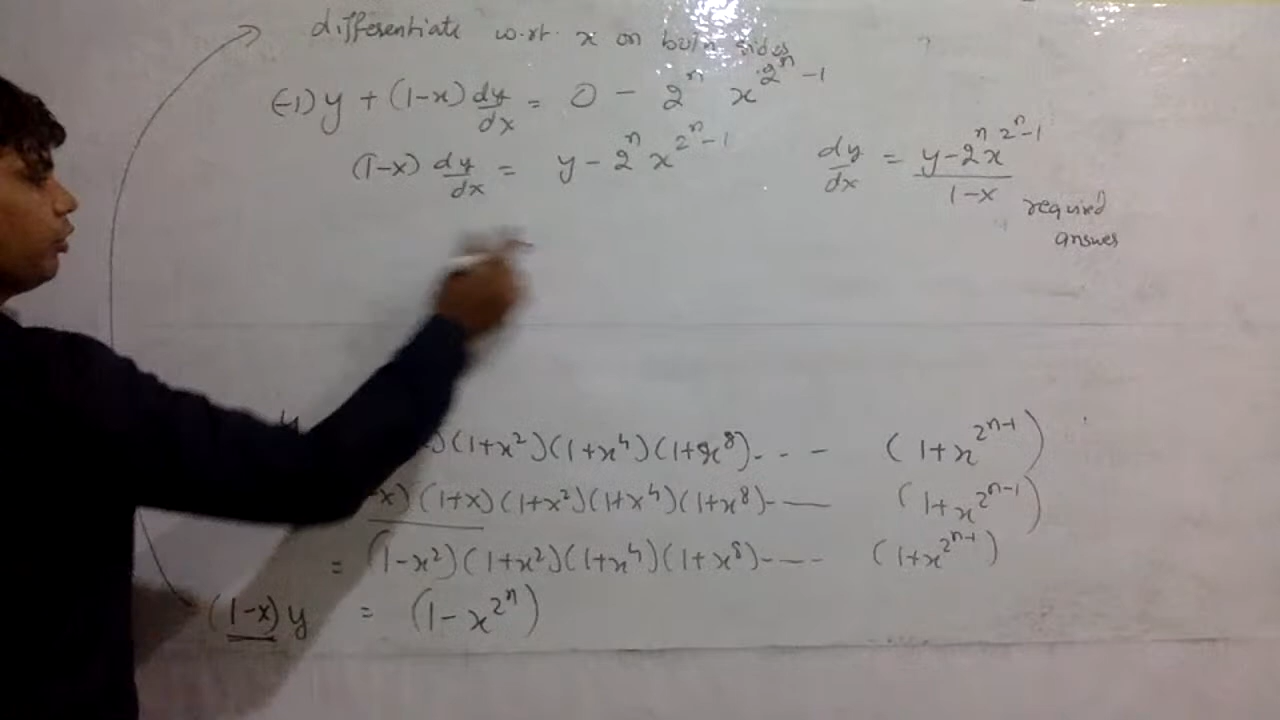 differentiate w.r.t. x on both sides
(-1)y + (1-x) dy/dx = 0 - 2^n x^{2^n -1}
(1-x) dy/dx = y - 2^n x^{2^n -1}
dy/dx = (y - 2^n x^{2^n -1})/(1-x)
required
answer
y
)(1+x^2)(1+x^4)(1+x^8)--- (1+x^{2^{n-1}})
x)(1+x)(1+x^2)(1+x^4)(1+x^8)--- (1+x^{2^{n-1}})
= (1-x^2)(1+x^2)(1+x^4)(1+x^8)--- (1+x^{2^{n-1}})
(1-x)y = (1-x^{2^n})